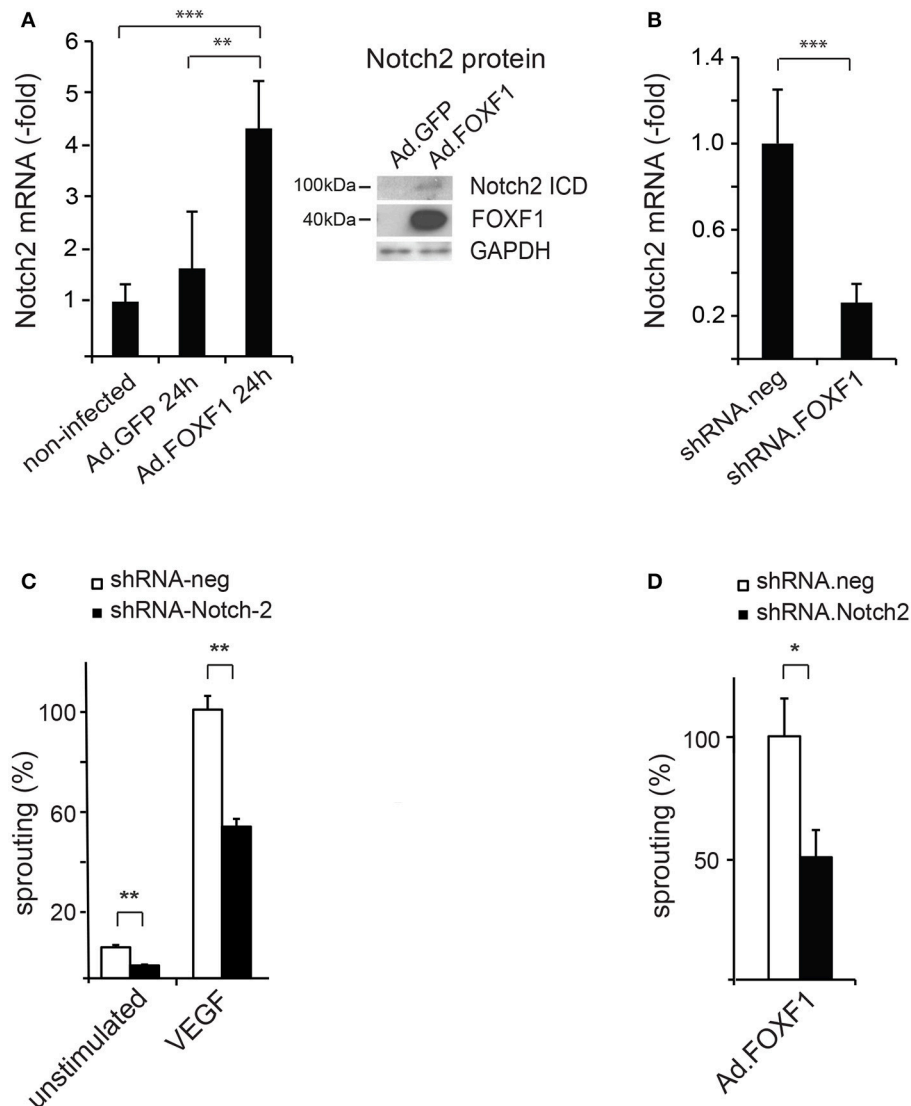 A
Notch2 mRNA (-fold)
6
5
4
2
1
***
**
non-infected
Ad.GFP 24h
Ad.FOXF1 24h
Notch2 protein
Ad.GFP
Ad.FOXF1
100kDa
Notch2 ICD
40kDa
FOXF1
GAPDH
B
Notch2 mRNA (-fold)
1.4
1.0
0.6
0.2
***
shRNA.neg
shRNA.FOXF1
C
shRNA-neg
shRNA-Notch-2
sprouting (%)
100
60
20
**
**
unstimulated
VEGF
D
shRNA.neg
shRNA.Notch2
sprouting (%)
100
50
*
Ad.FOXF1